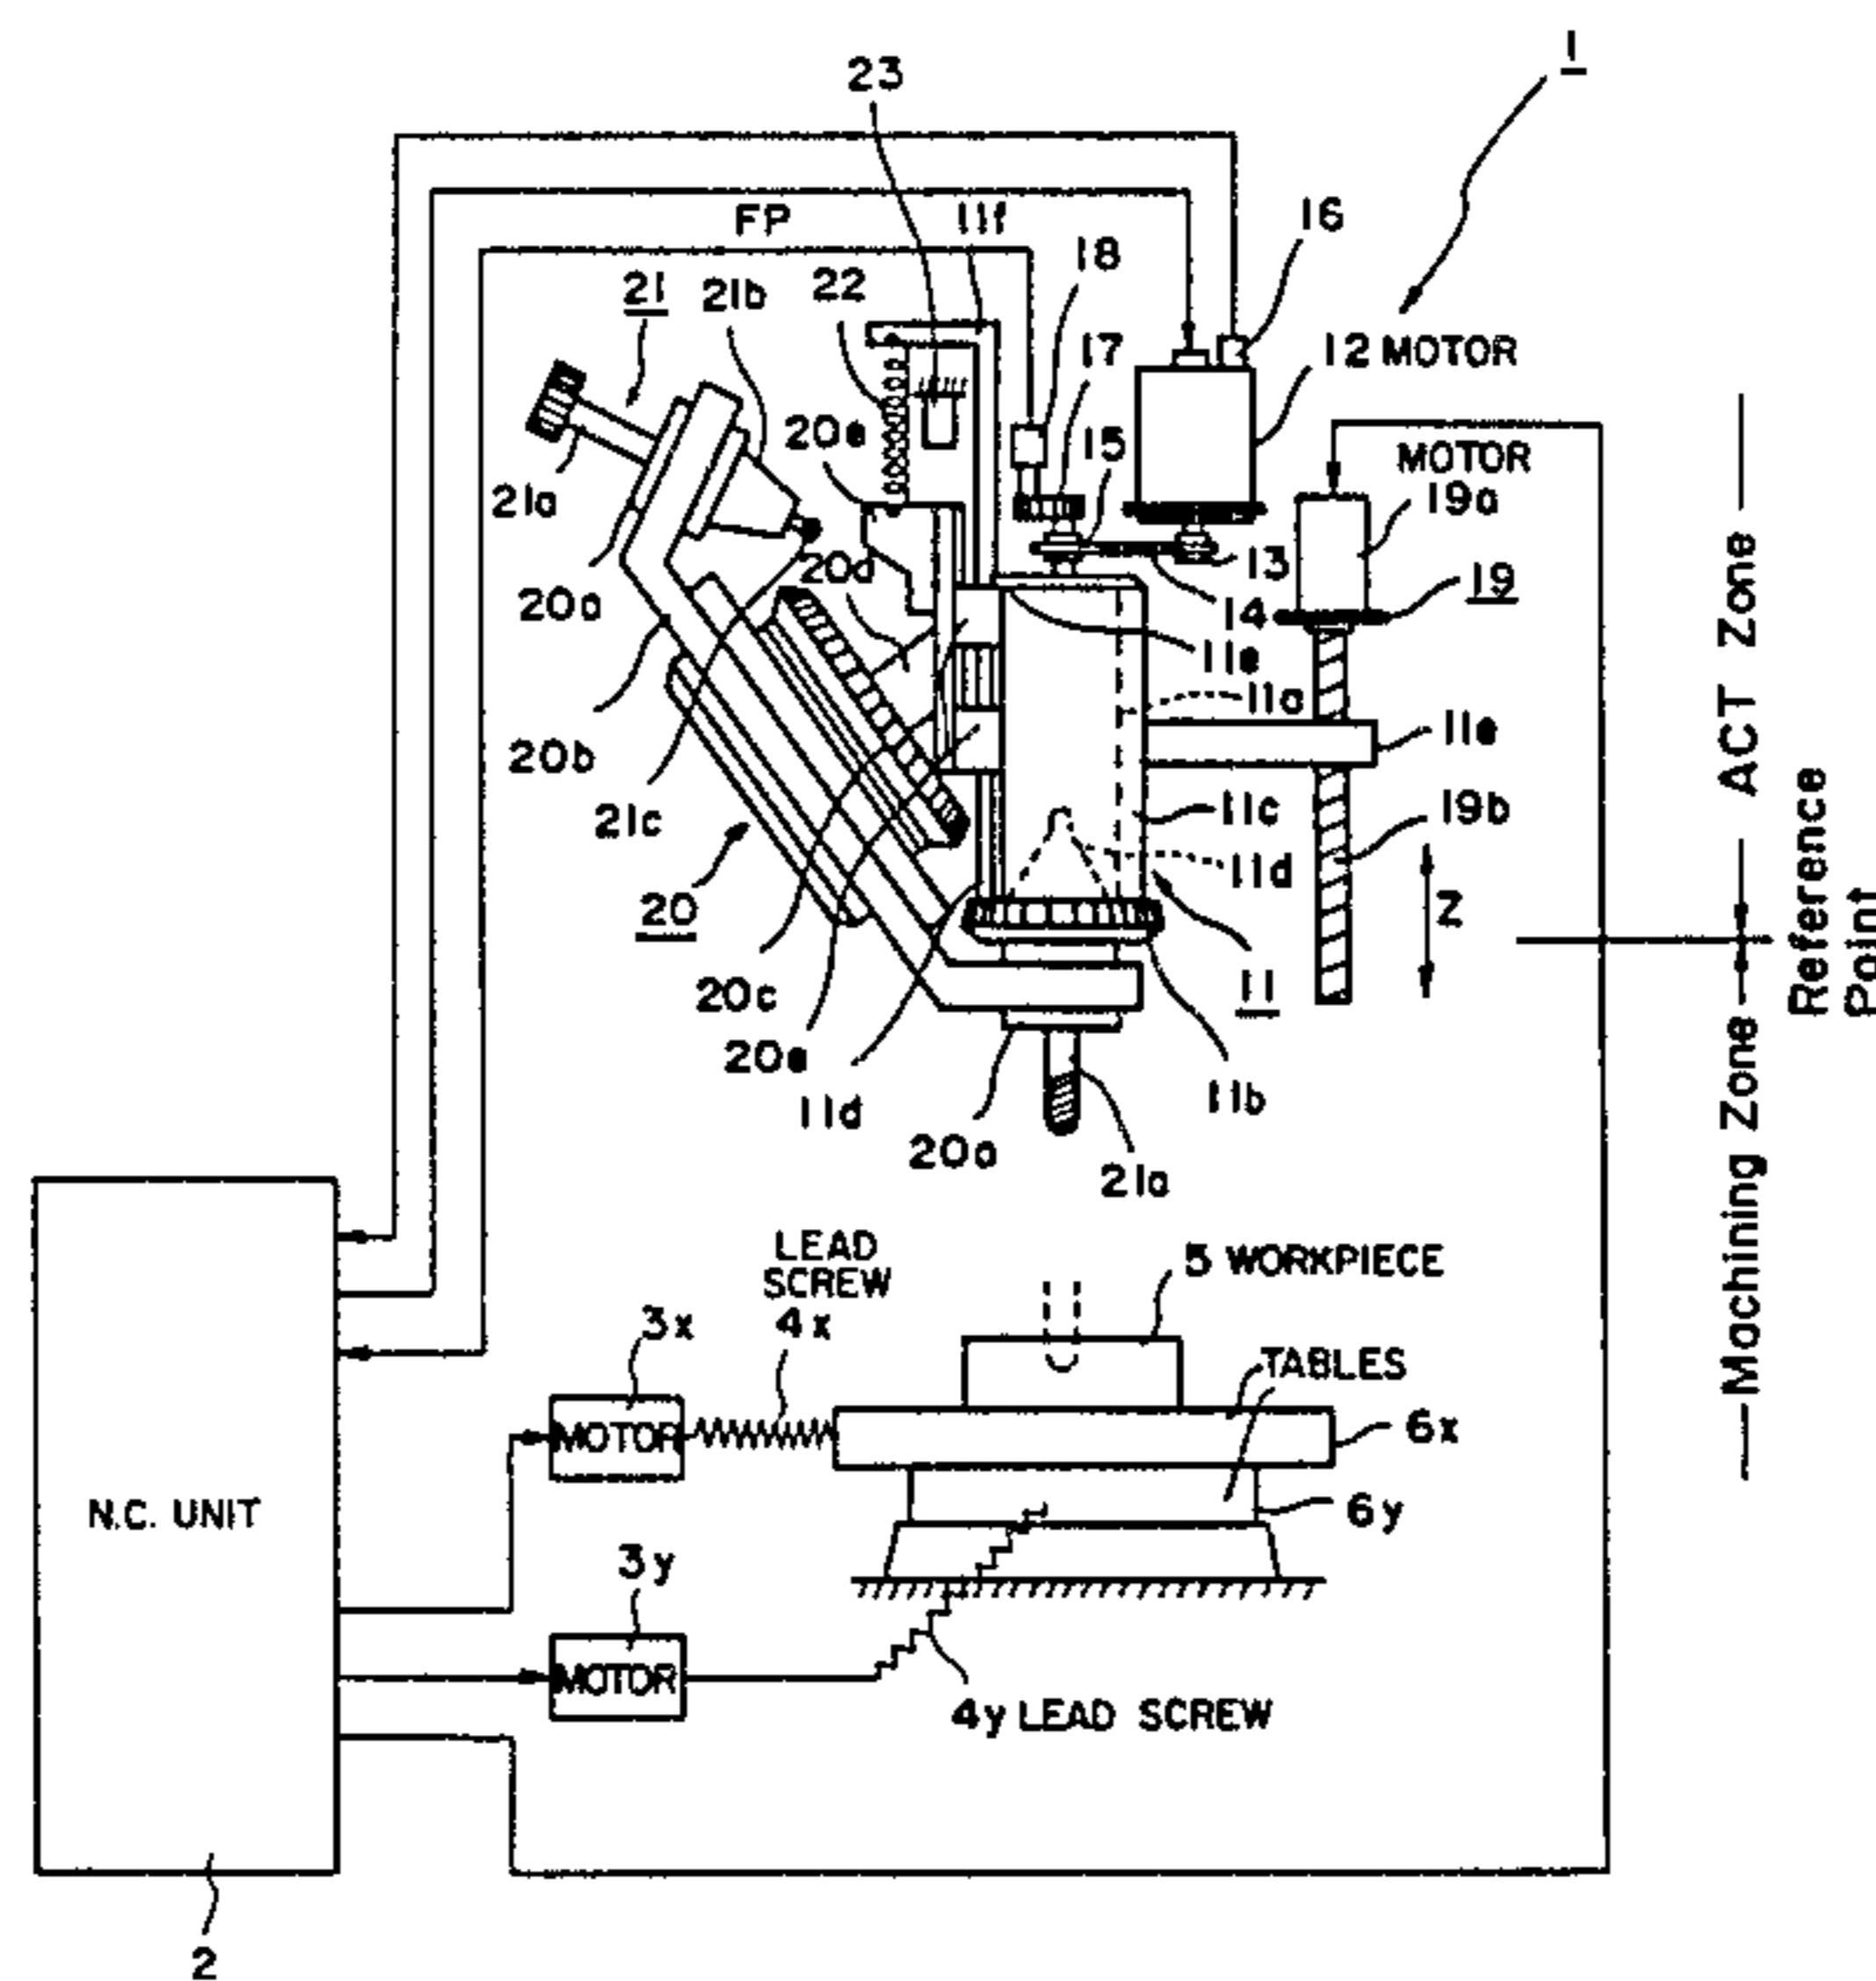 1
23
16
FP
11f
18
21
21b
22
17
12 MOTOR
20e
15
MOTOR
19a
21a
20d
13
19
20a
14
11e
11a
20b
11e
21c
11c
19b
11d
20
Z
20c
11
20e
11b
11d
20a
21a
ACT Zone
Reference
Point
Machining Zone
LEAD
SCREW
4x
5 WORKPIECE
3x
TABLES
MOTOR
6x
N.C. UNIT
6y
3y
MOTOR
4y LEAD SCREW
2